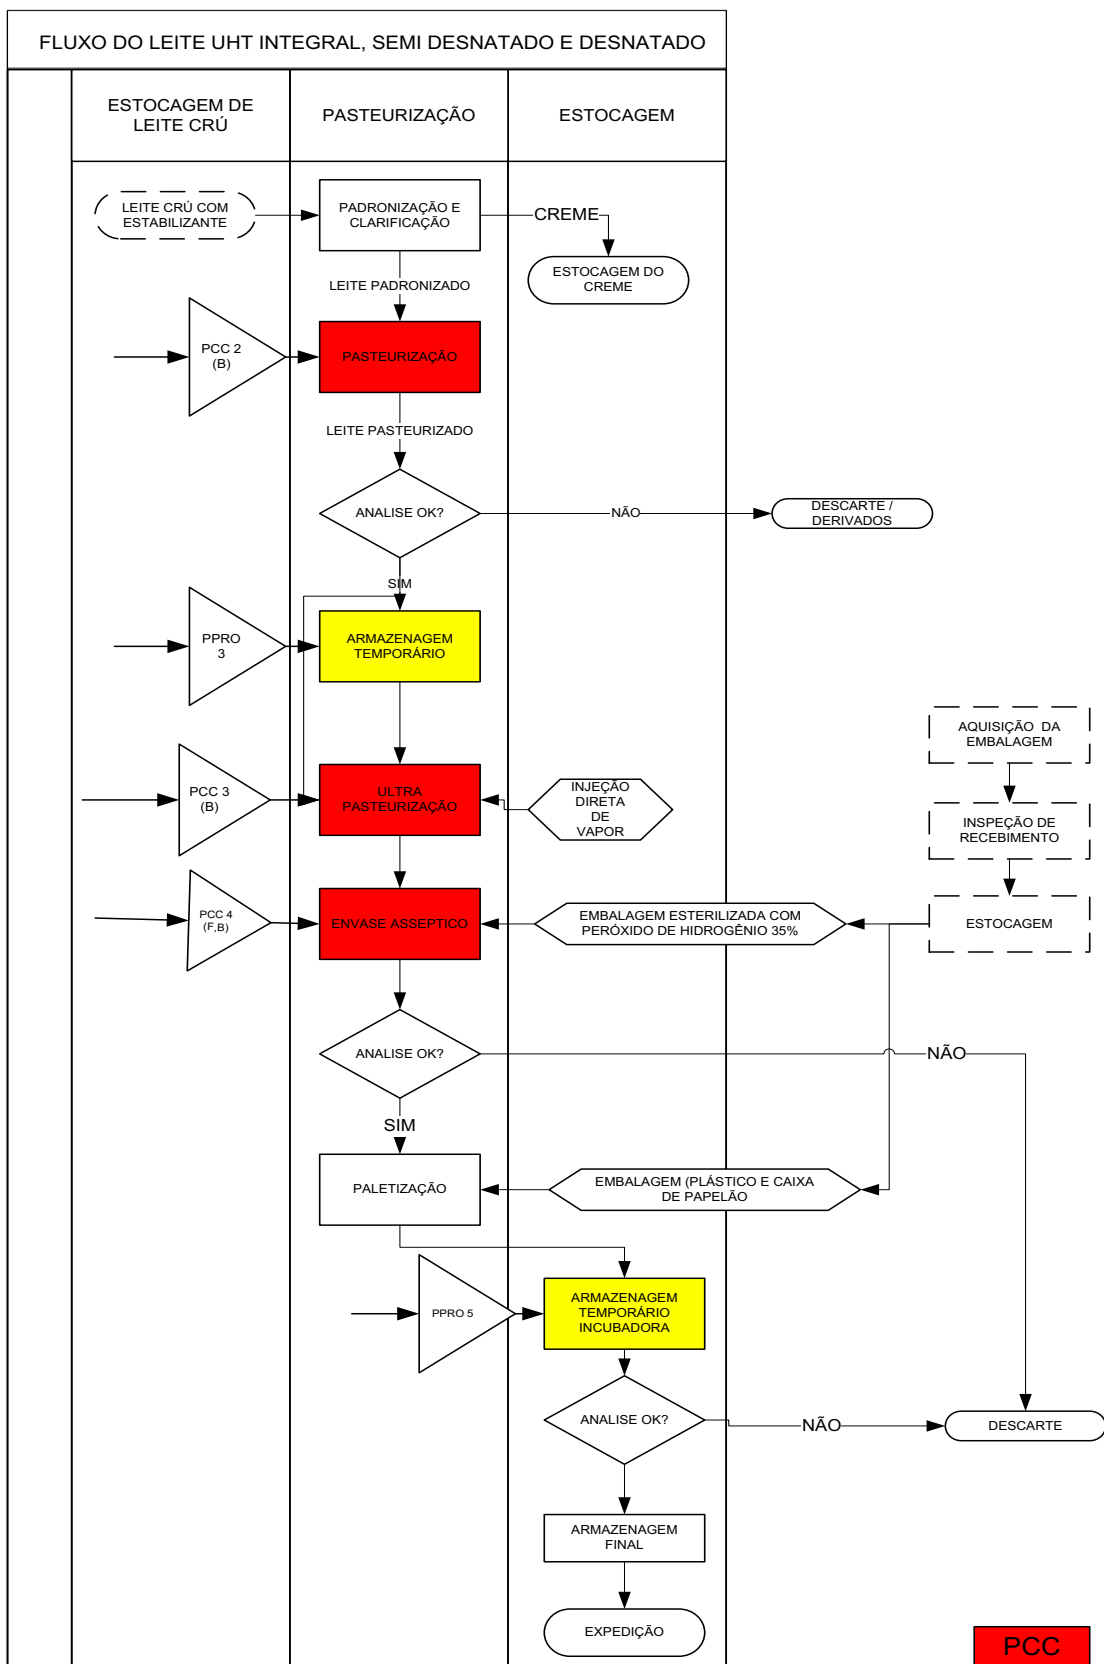 FLUXO DO LEITE UHT INTEGRAL, SEMI DESNATADO E DESNATADO
ESTOCAGEM DE
LEITE CRÚ
PASTEURIZAÇÃO
ESTOCAGEM
LEITE CRÚ COM
ESTABILIZANTE
PADRONIZAÇÃO E
CLARIFICAÇÃO
CREME
ESTOCAGEM DO
CREME
LEITE PADRONIZADO
PCC 2
(B)
PASTEURIZAÇÃO
LEITE PASTEURIZADO
ANALISE OK?
NÃO
DESCARTE /
DERIVADOS
SIM
PPRO
3
ARMAZENAGEM
TEMPORÁRIO
AQUISIÇÃO DA
EMBALAGEM
PCC 3
(B)
ULTRA
PASTEURIZAÇÃO
INJEÇÃO
DIRETA
DE
VAPOR
INSPEÇÃO DE
RECEBIMENTO
PCC 4
(F,B)
ENVASE ASSEPTICO
EMBALAGEM ESTERILIZADA COM
PERÓXIDO DE HIDROGÊNIO 35%
ESTOCAGEM
ANALISE OK?
NÃO
SIM
PALETIZAÇÃO
EMBALAGEM (PLÁSTICO E CAIXA
DE PAPELÃO
PPRO 5
ARMAZENAGEM
TEMPORÁRIO
INCUBADORA
ANALISE OK?
NÃO
DESCARTE
ARMAZENAGEM
FINAL
EXPEDIÇÃO
PCC